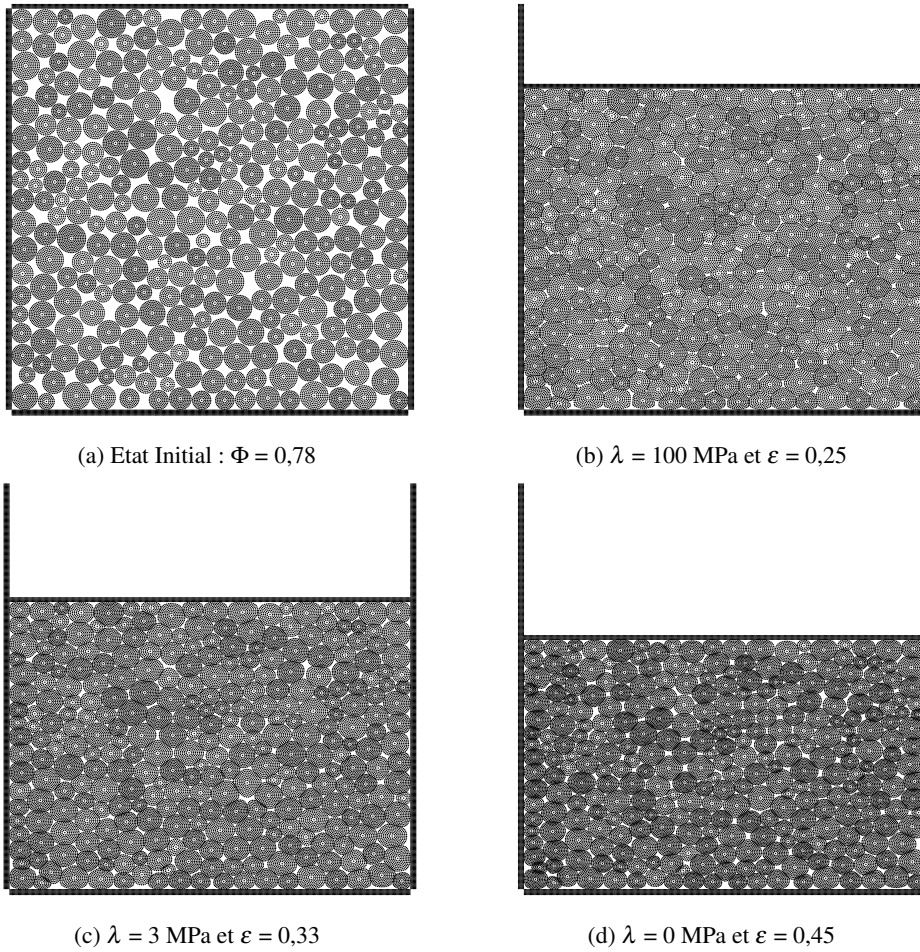 (a) Etat Initial : Φ = 0,78
(b) λ = 100 MPa et ε = 0,25
(c) λ = 3 MPa et ε = 0,33
(d) λ = 0 MPa et ε = 0,45